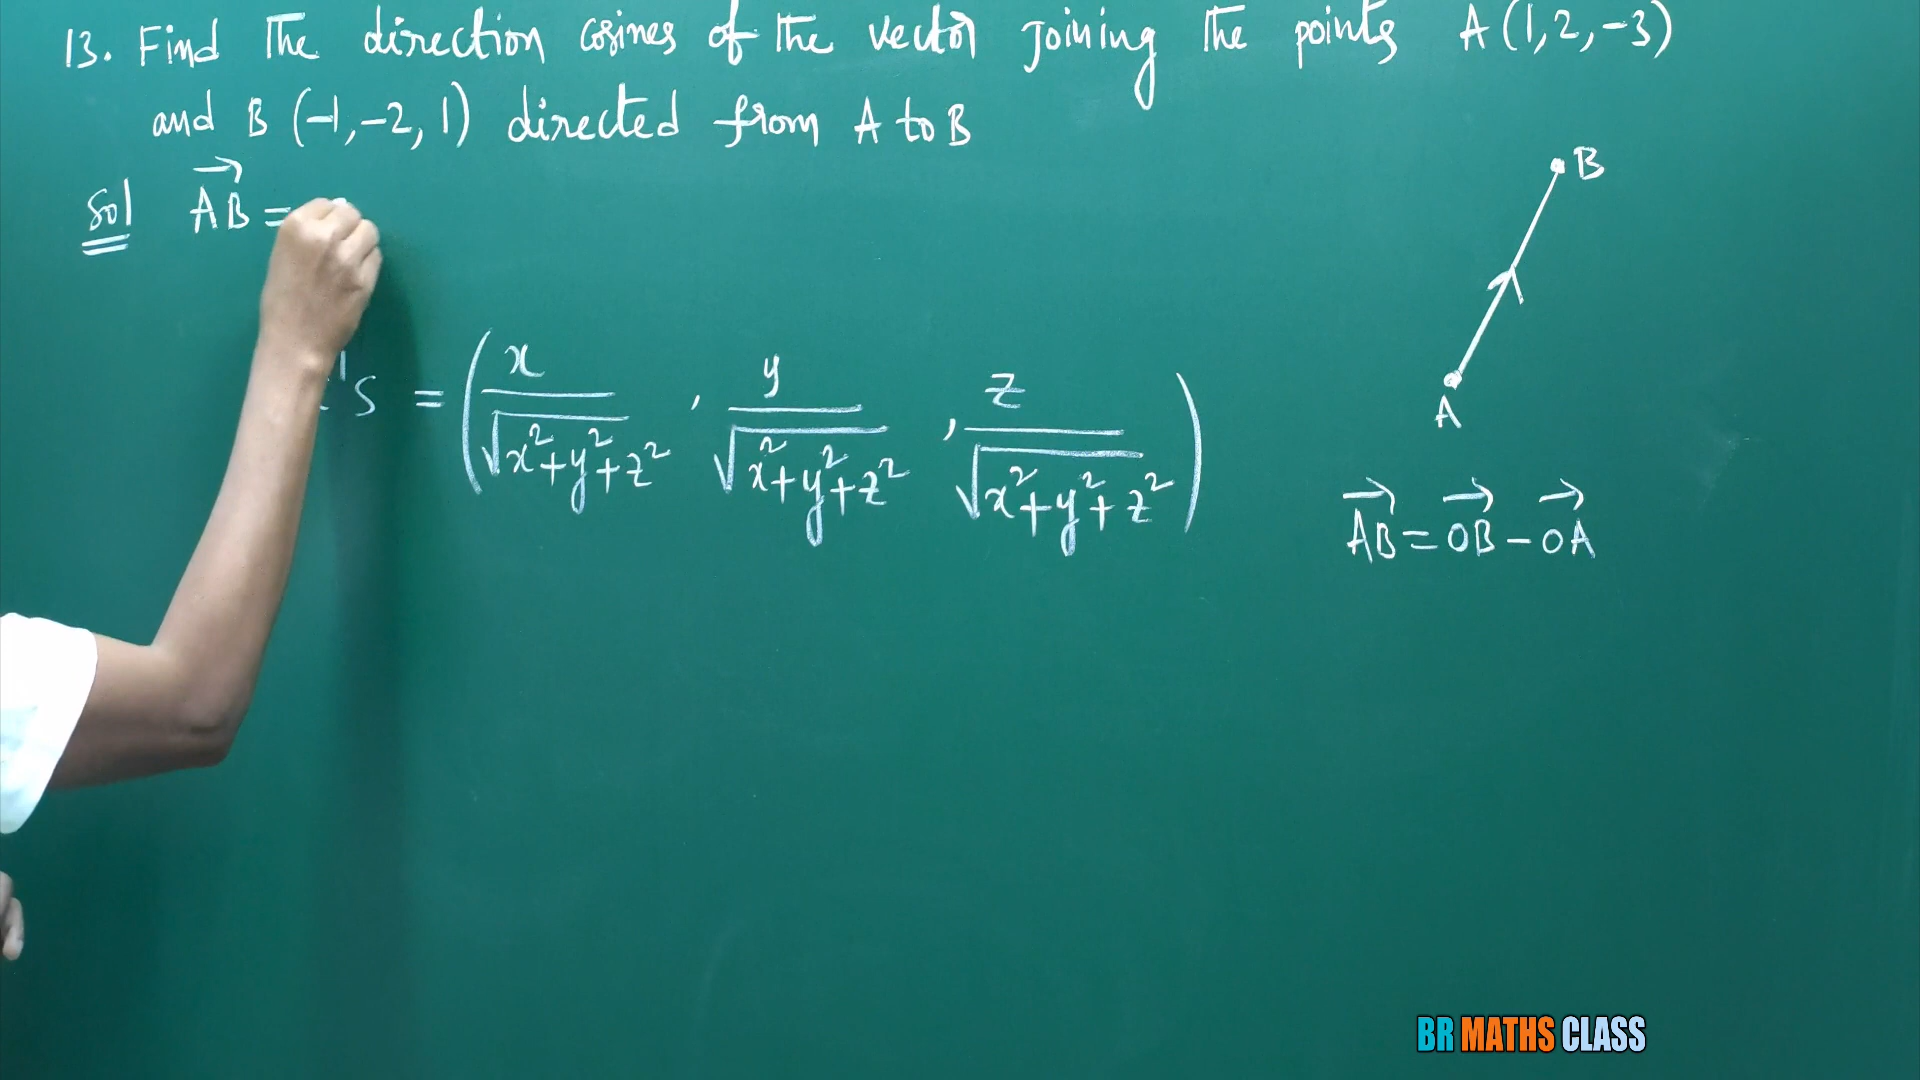 13. Find The direction cosines of the vector joining the points A(1, 2, -3)
and B (-1, -2, 1) directed from A to B
Sol AB→ =
's = ( x/√(x²+y²+z²) , y/√(x²+y²+z²) , z/√(x²+y²+z²) )
B
A
AB→ = OB→ - OA→
BR MATHS CLASS